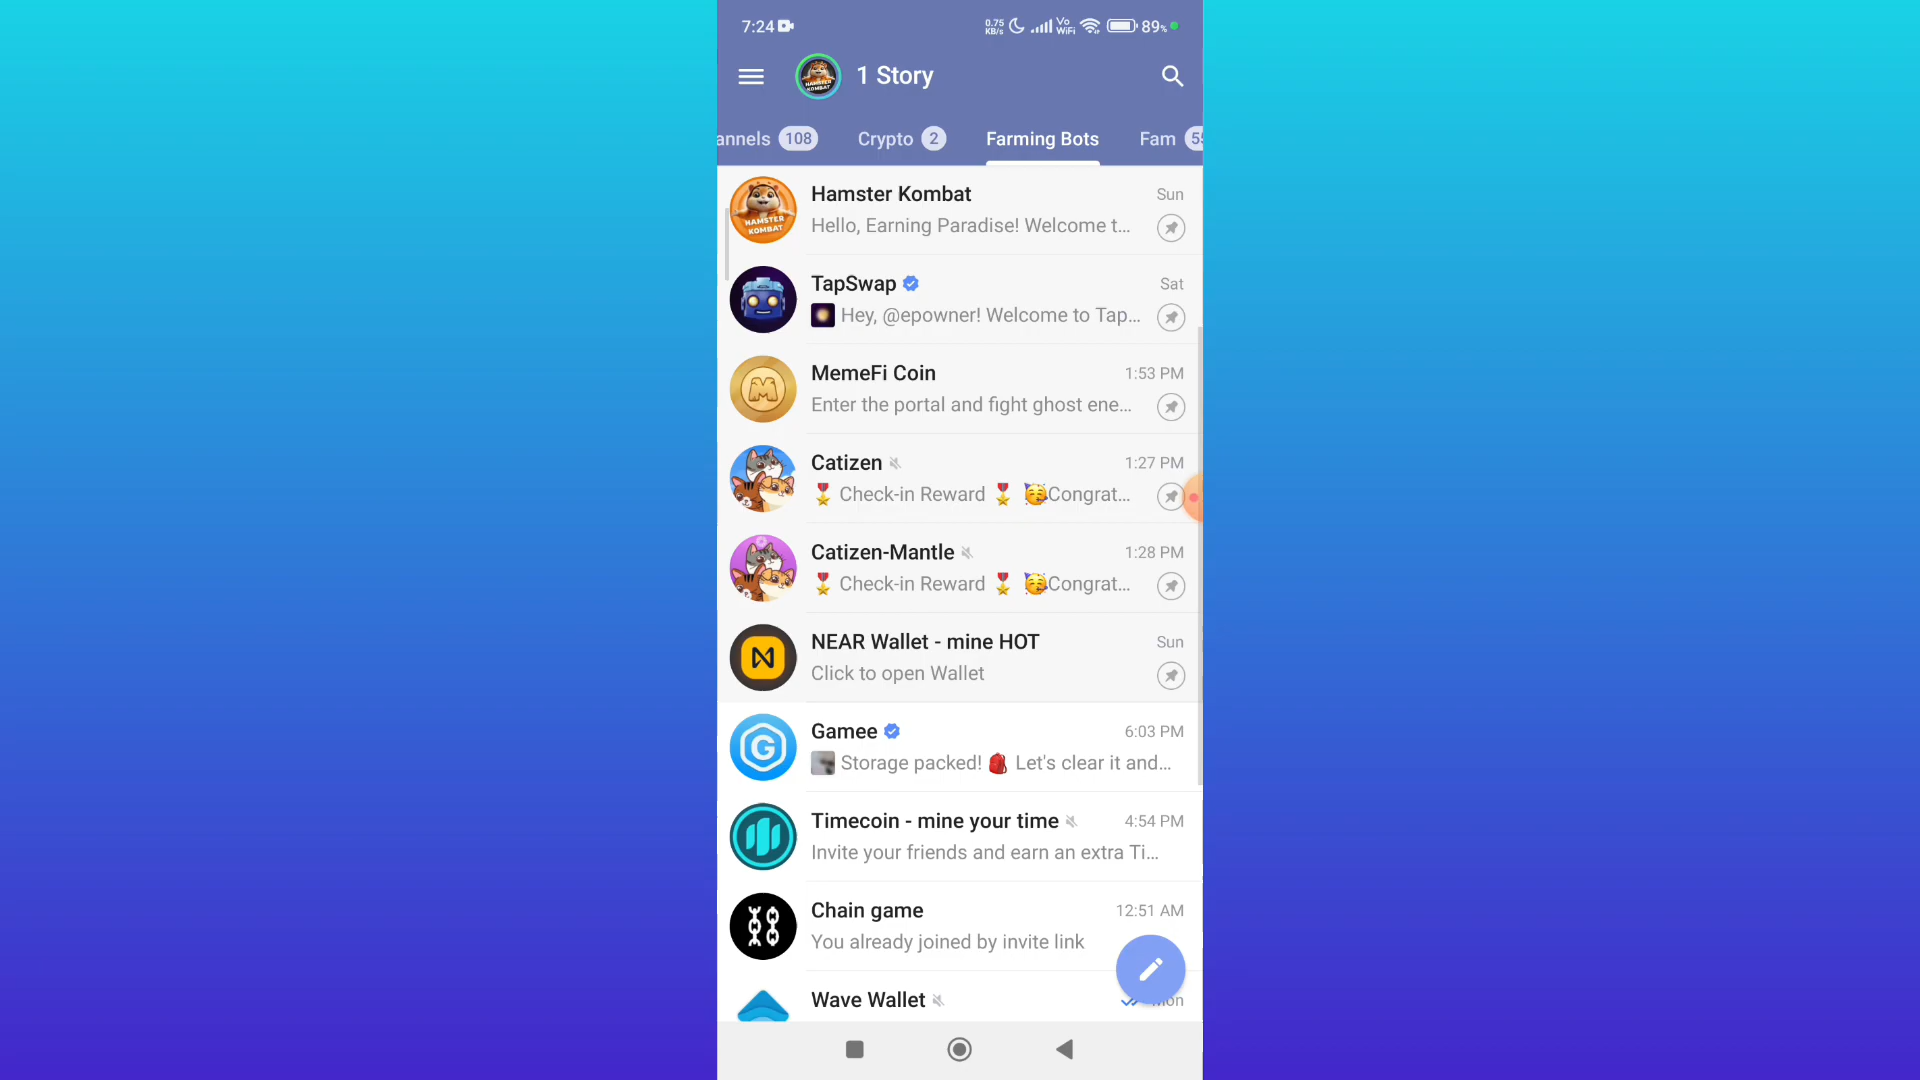 7:24
0.75 KB/s
Vo WiFi
89%
HAMSTER KOMBAT
1 Story
annels 108
Crypto 2
Farming Bots
Fam 55
HAMSTER KOMBAT
Hamster Kombat
Sun
Hello, Earning Paradise! Welcome t...
TapSwap
Sat
Hey, @epowner! Welcome to Tap...
MemeFi Coin
1:53 PM
Enter the portal and fight ghost ene...
Catizen
1:27 PM
🎖 Check-in Reward 🎖 🥳Congrat...
Catizen-Mantle
1:28 PM
🎖 Check-in Reward 🎖 🥳Congrat...
NEAR Wallet - mine HOT
Sun
Click to open Wallet
G
Gamee
6:03 PM
Storage packed! 🎒 Let's clear it and...
Timecoin - mine your time
4:54 PM
Invite your friends and earn an extra Ti...
Chain game
12:51 AM
You already joined by invite link
Wave Wallet
Mon